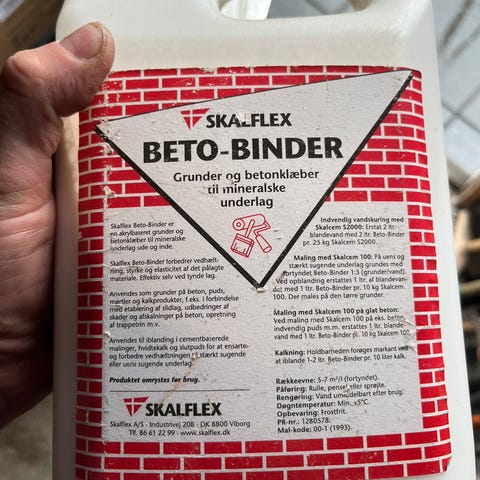 SKALFLEX
BETO-BINDER
Grunder og betonklæber
til mineralske
underlag
Skalflex Beto-Binder er
en akrylbaseret grunder og
betonklæber til mineralske
underlag ude og inde.
Skalflex Beto-Binder forbedrer vedhæft-
ning, styrke og elasticitet af det pålagte
materiale. Effektiv selv ved tynde lag.
Anvendes som grunder på beton, puds,
mørtler og kalkprodukter, f.eks. i forbindelse
med etablering af slidlag, udbedringer af
skader og afskalninger på beton, opretning
af trappetrin m.v.
Anvendes til iblanding i cementbaserede
malinger, hvidtekalk og slutpuds for at ensarte-
og forbedre vedhæftningen til stærkt sugende
eller uens sugende underlag.
Produktet omrystes før brug.
SKALFLEX
Skalflex A/S · Industrivej 20B · DK 8800 Viborg
Tlf. 86 61 22 99 · www.skalflex.dk
Indvendig vandskuring med
Skalcem S2000: Erstat 2 ltr.
blandevand med 2 ltr. Beto-Binder
pr. 25 kg Skalcem S2000.
Maling med Skalcem 100: På uens og
stærkt sugende underlag grundes med
fortyndet Beto-Binder 1:3 (grunder/vand).
Ved opblanding erstattes 1 ltr. af blandevan-
det med 1 ltr. Beto-Binder pr. 10 kg Skalcem
100. Der males på den tørre grunder.
Maling med Skalcem 100 på glat beton:
Ved maling med Skalcem 100 på eks. beton,
indvendig puds m.m. erstattes 1 ltr. blande-
vand med 1 ltr. Beto-Binder pr. 10 kg Skalcem 100.
Kalkning: Holdbarheden forøges markant ved
at iblande 1-2 ltr. Beto-Binder pr. 10 liter kalk.
Rækkeevne: 5-7 m²/l (fortyndet).
Påføring: Rulle, pensel eller sprøjte.
Rengøring: Vand umiddelbart efter brug.
Døgntemperatur: Min. +5°C.
Opbevaring: Frostfrit.
PR-nr.: 1280578.
Mal-kode: 00-1 (1993).